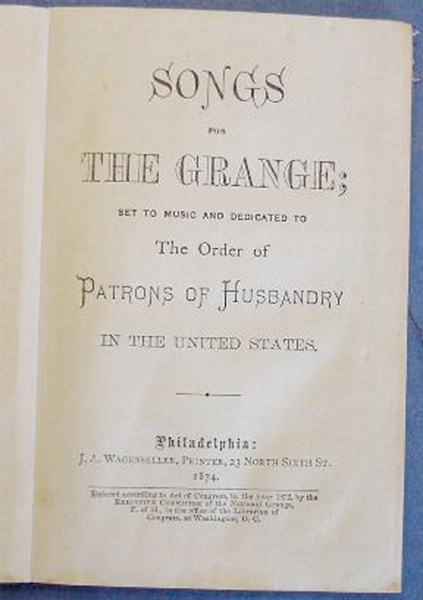 SONGS
FOR
THE GRANGE;
SET TO MUSIC AND DEDICATED TO
The Order of
PATRONS OF HUSBANDRY
IN THE UNITED STATES.
Philadelphia:
J. A. WAGENSELLER, PRINTER, 23 NORTH SIXTH ST.
1874.
Entered according to Act of Congress, in the year 1872, by the
EXECUTIVE COMMITTEE of the National Grange,
P. of H., in the office of the Librarian of
Congress, at Washington, D. C.